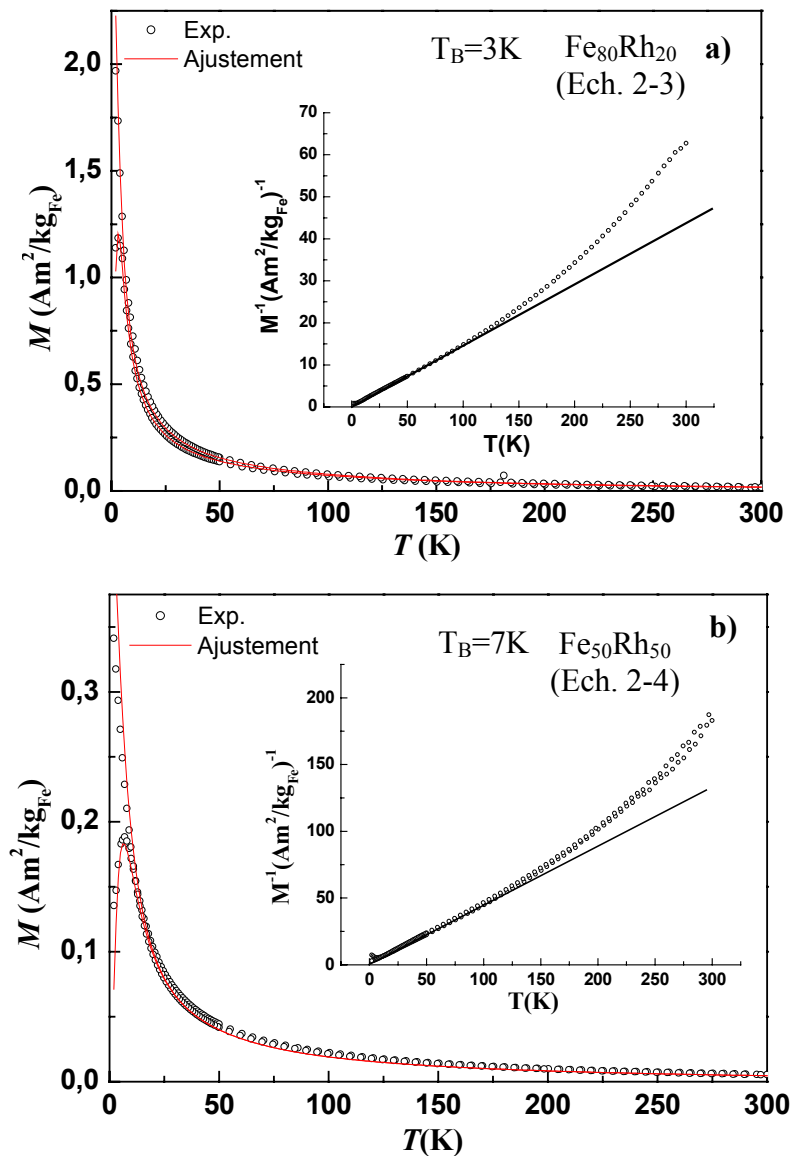 Exp.
Ajustement
T_B=3K Fe₈₀Rh₂₀ a)
(Ech. 2-3)
M (Am²/kg_Fe)
2,0
1,5
1,0
0,5
0,0
0 50 100 150 200 250 300
T (K)
M⁻¹(Am²/kg_Fe)⁻¹
70
60
50
40
30
20
10
0
0 50 100 150 200 250 300
T(K)
Exp.
Ajustement
T_B=7K Fe₅₀Rh₅₀ b)
(Ech. 2-4)
M (Am²/kg_Fe)
0,3
0,2
0,1
0,0
0 50 100 150 200 250 300
T(K)
M⁻¹(Am²/kg_Fe)⁻¹
200
150
100
50
0
0 50 100 150 200 250 300
T(K)